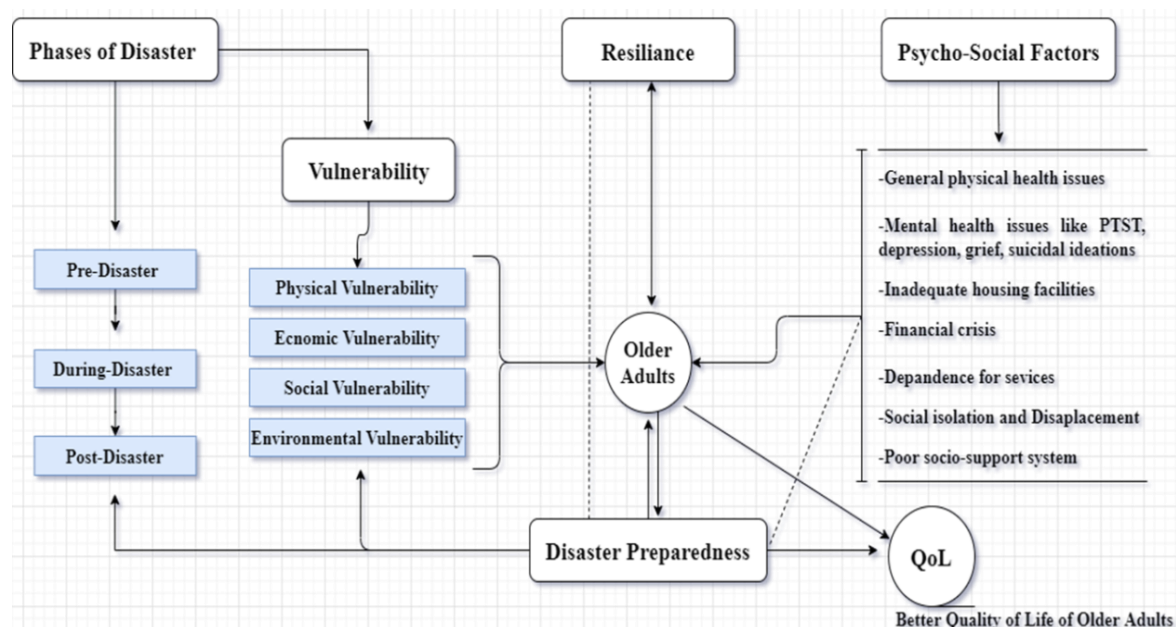 Phases of Disaster
Resiliance
Psycho-Social Factors
Vulnerability
-General physical health issues
-Mental health issues like PTST,
depression, grief, suicidal ideations
-Inadequate housing facilities
-Financial crisis
-Depandence for sevices
-Social isolation and Disaplacement
-Poor socio-support system
Pre-Disaster
During-Disaster
Post-Disaster
Physical Vulnerability
Ecnomic Vulnerability
Social Vulnerability
Environmental Vulnerability
Older
Adults
Disaster Preparedness
QoL
Better Quality of Life of Older Adults